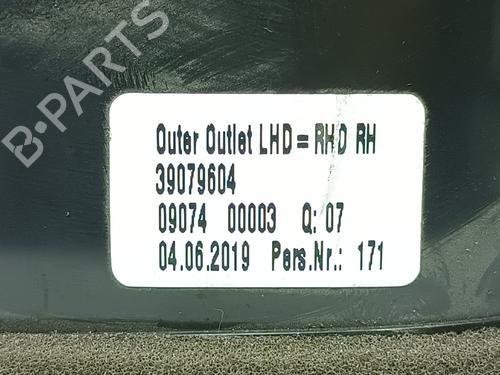 B-PARTS
Outer Outlet LHD = RHD RH
39079604
09074 00003 Q: 07
04.06.2019 Pers.Nr.: 171